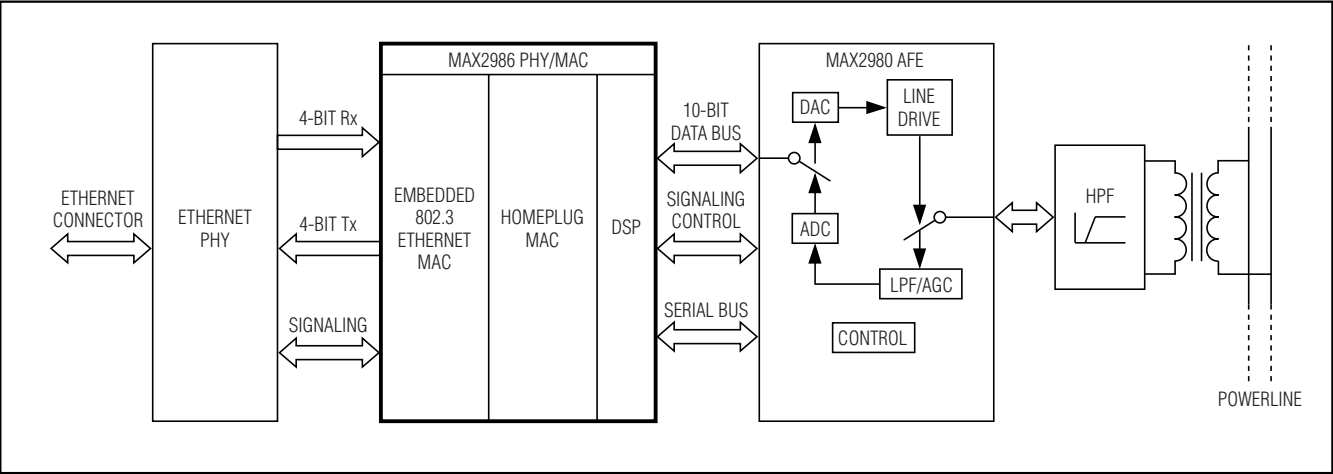 ETHERNET
CONNECTOR
ETHERNET
PHY
4-BIT Rx
4-BIT Tx
SIGNALING
MAX2986 PHY/MAC
EMBEDDED
802.3
ETHERNET
MAC
HOMEPLUG
MAC
DSP
10-BIT
DATA BUS
SIGNALING
CONTROL
SERIAL BUS
MAX2980 AFE
DAC
LINE
DRIVE
ADC
LPF/AGC
CONTROL
HPF
POWERLINE